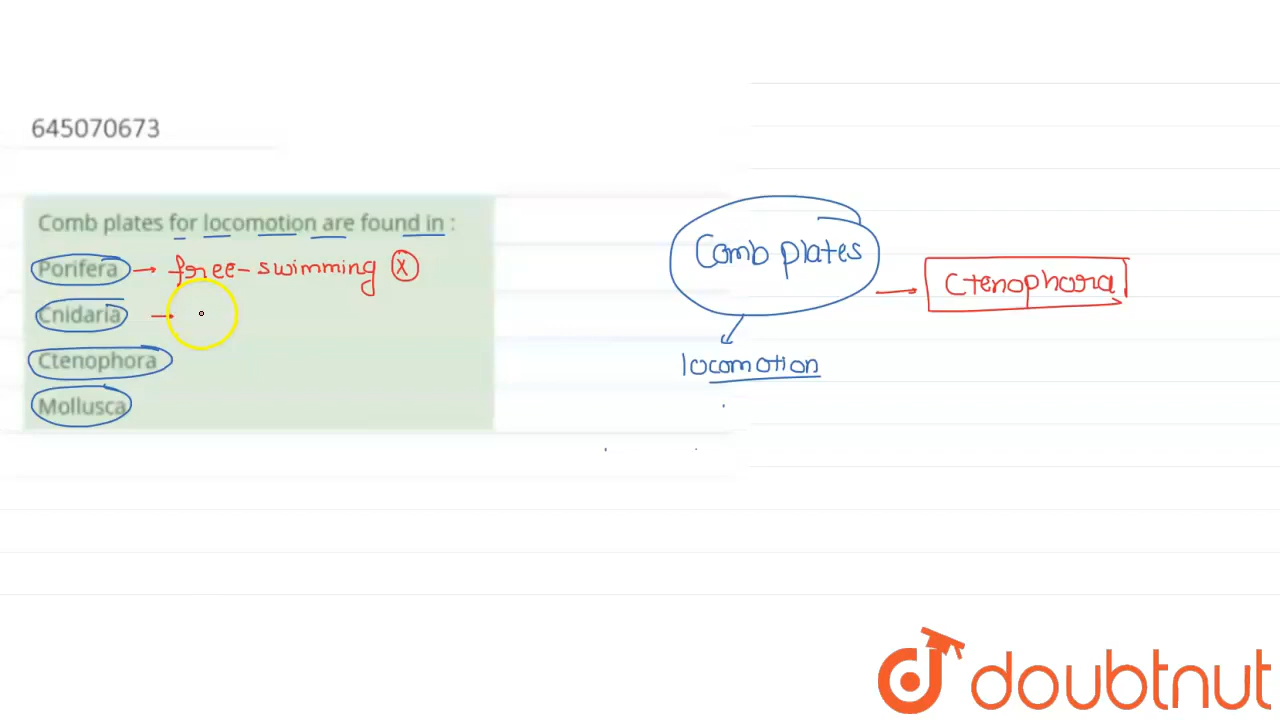 645070673
Comb plates for locomotion are found in :
Porifera → free-swimming (x)
Cnidaria →
Ctenophora
Mollusca
Comb plates → Ctenophora
locomotion
doubtnut